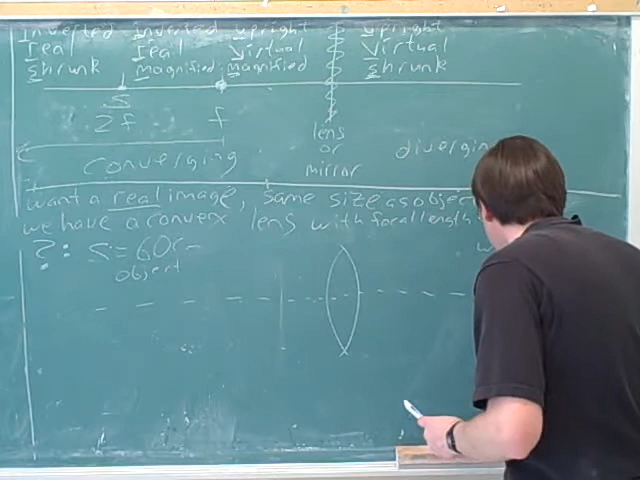 Inverted inverted upright upright
real real virtual virtual
Shrunk magnified magnified shrunk
S
2f f
lens
or
mirror
converging diverging
want a real image, same size as object
we have a convex lens with focal length
?: S = 60
object